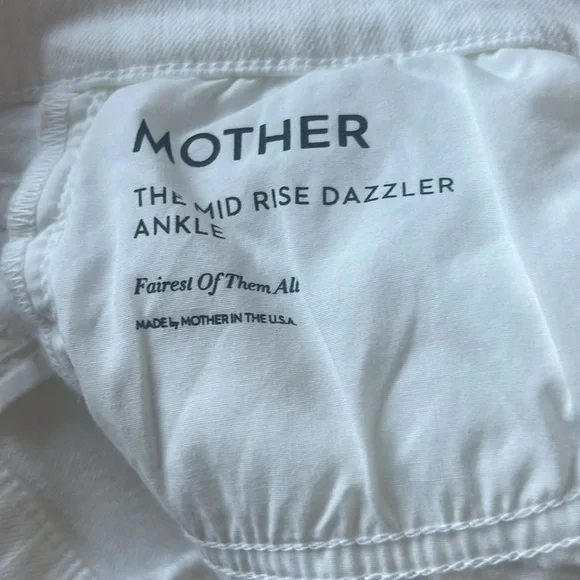 MOTHER
THE MID RISE DAZZLER
ANKLE
Fairest Of Them All
MADE by MOTHER IN THE U.S.A.